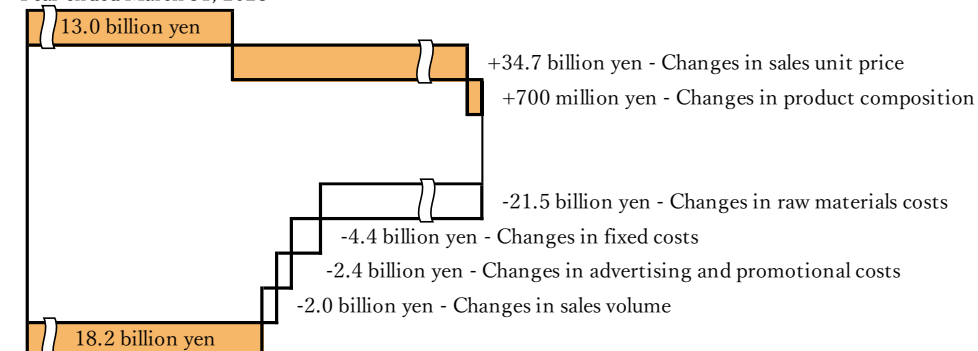 13.0 billion yen
+34.7 billion yen - Changes in sales unit price
+700 million yen - Changes in product composition
-21.5 billion yen - Changes in raw materials costs
-4.4 billion yen - Changes in fixed costs
-2.4 billion yen - Changes in advertising and promotional costs
-2.0 billion yen - Changes in sales volume
18.2 billion yen